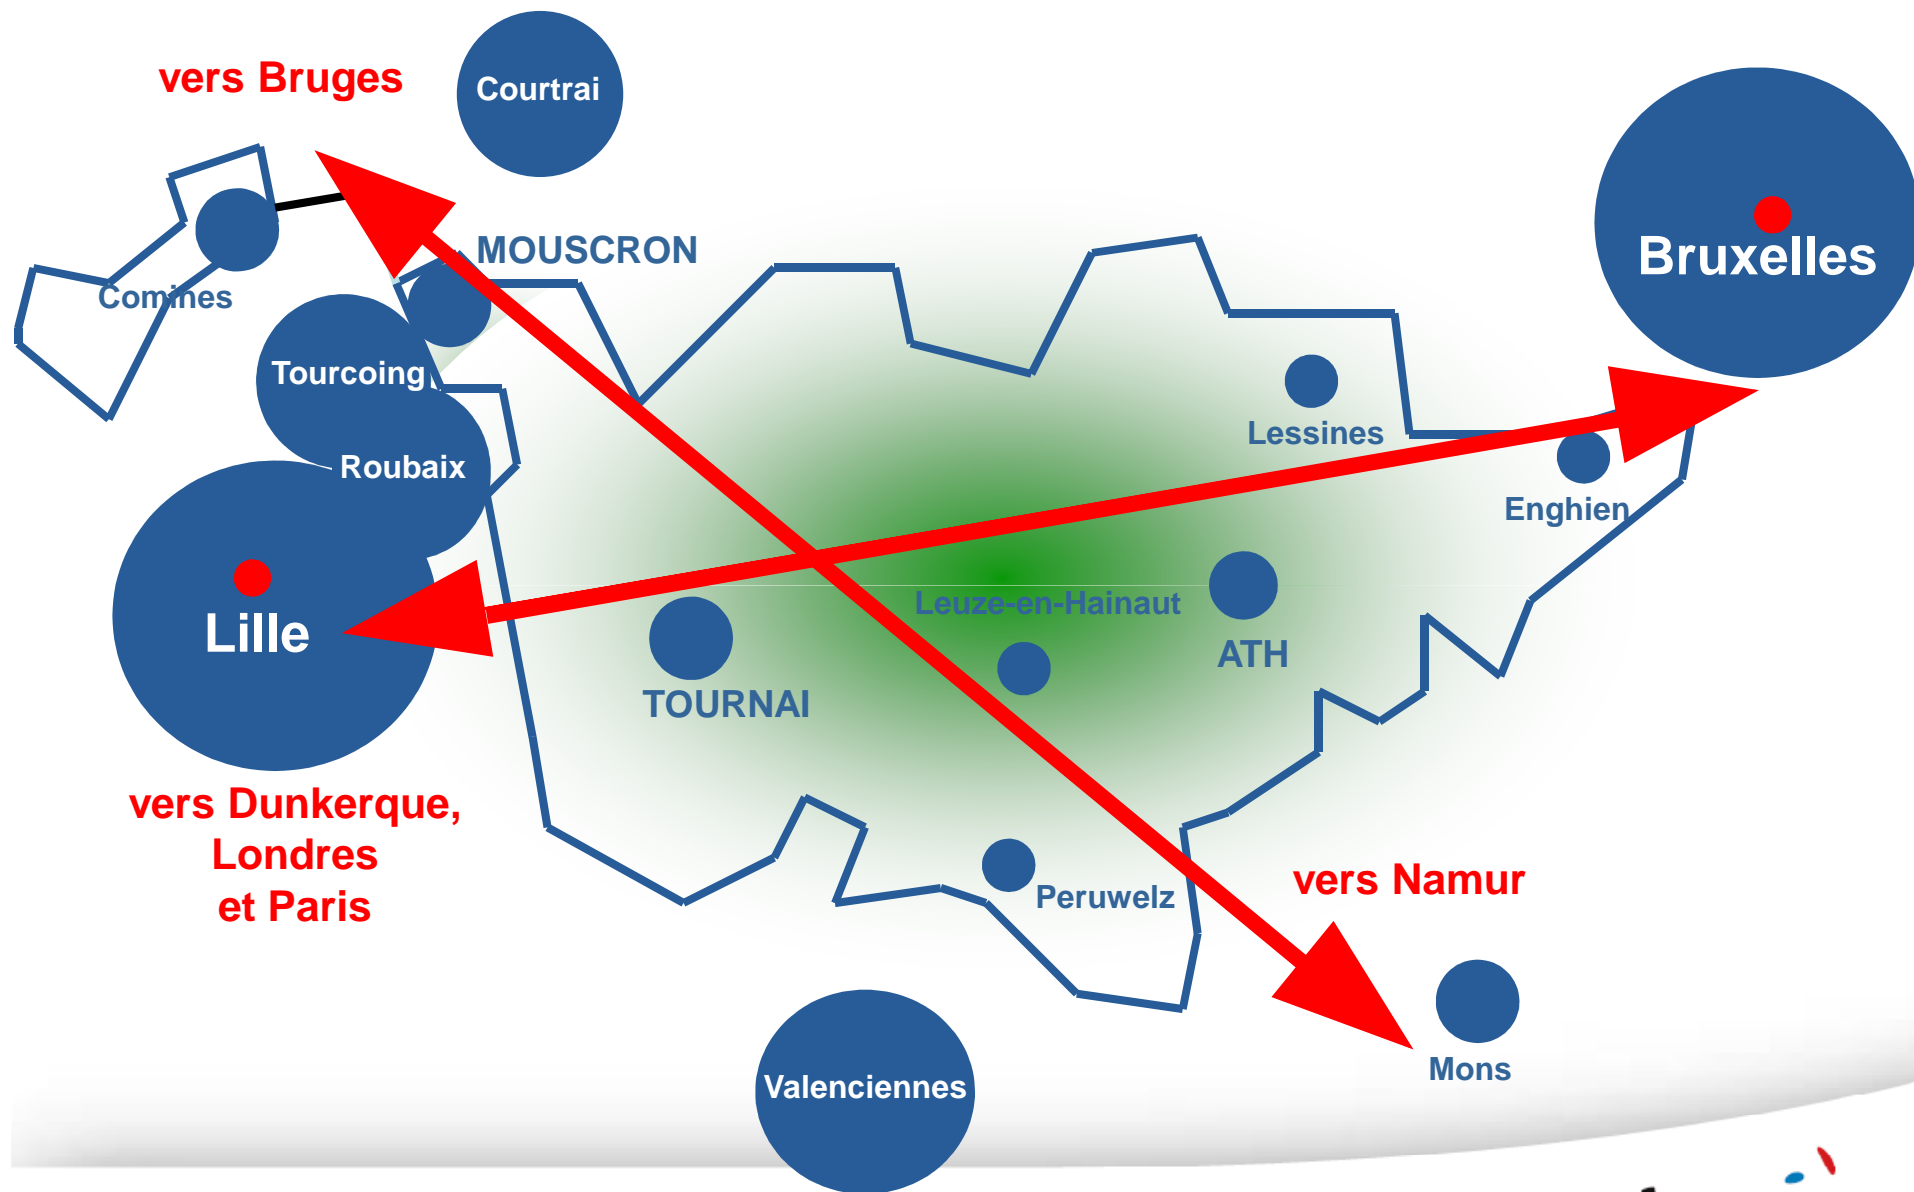 vers Bruges
Courtrai
Bruxelles
MOUSCRON
Comines
Tourcoing
Roubaix
Lessines
Enghien
Lille
Leuze-en-Hainaut
ATH
TOURNAI
vers Dunkerque,
Londres
et Paris
vers Namur
Peruwelz
Mons
Valenciennes